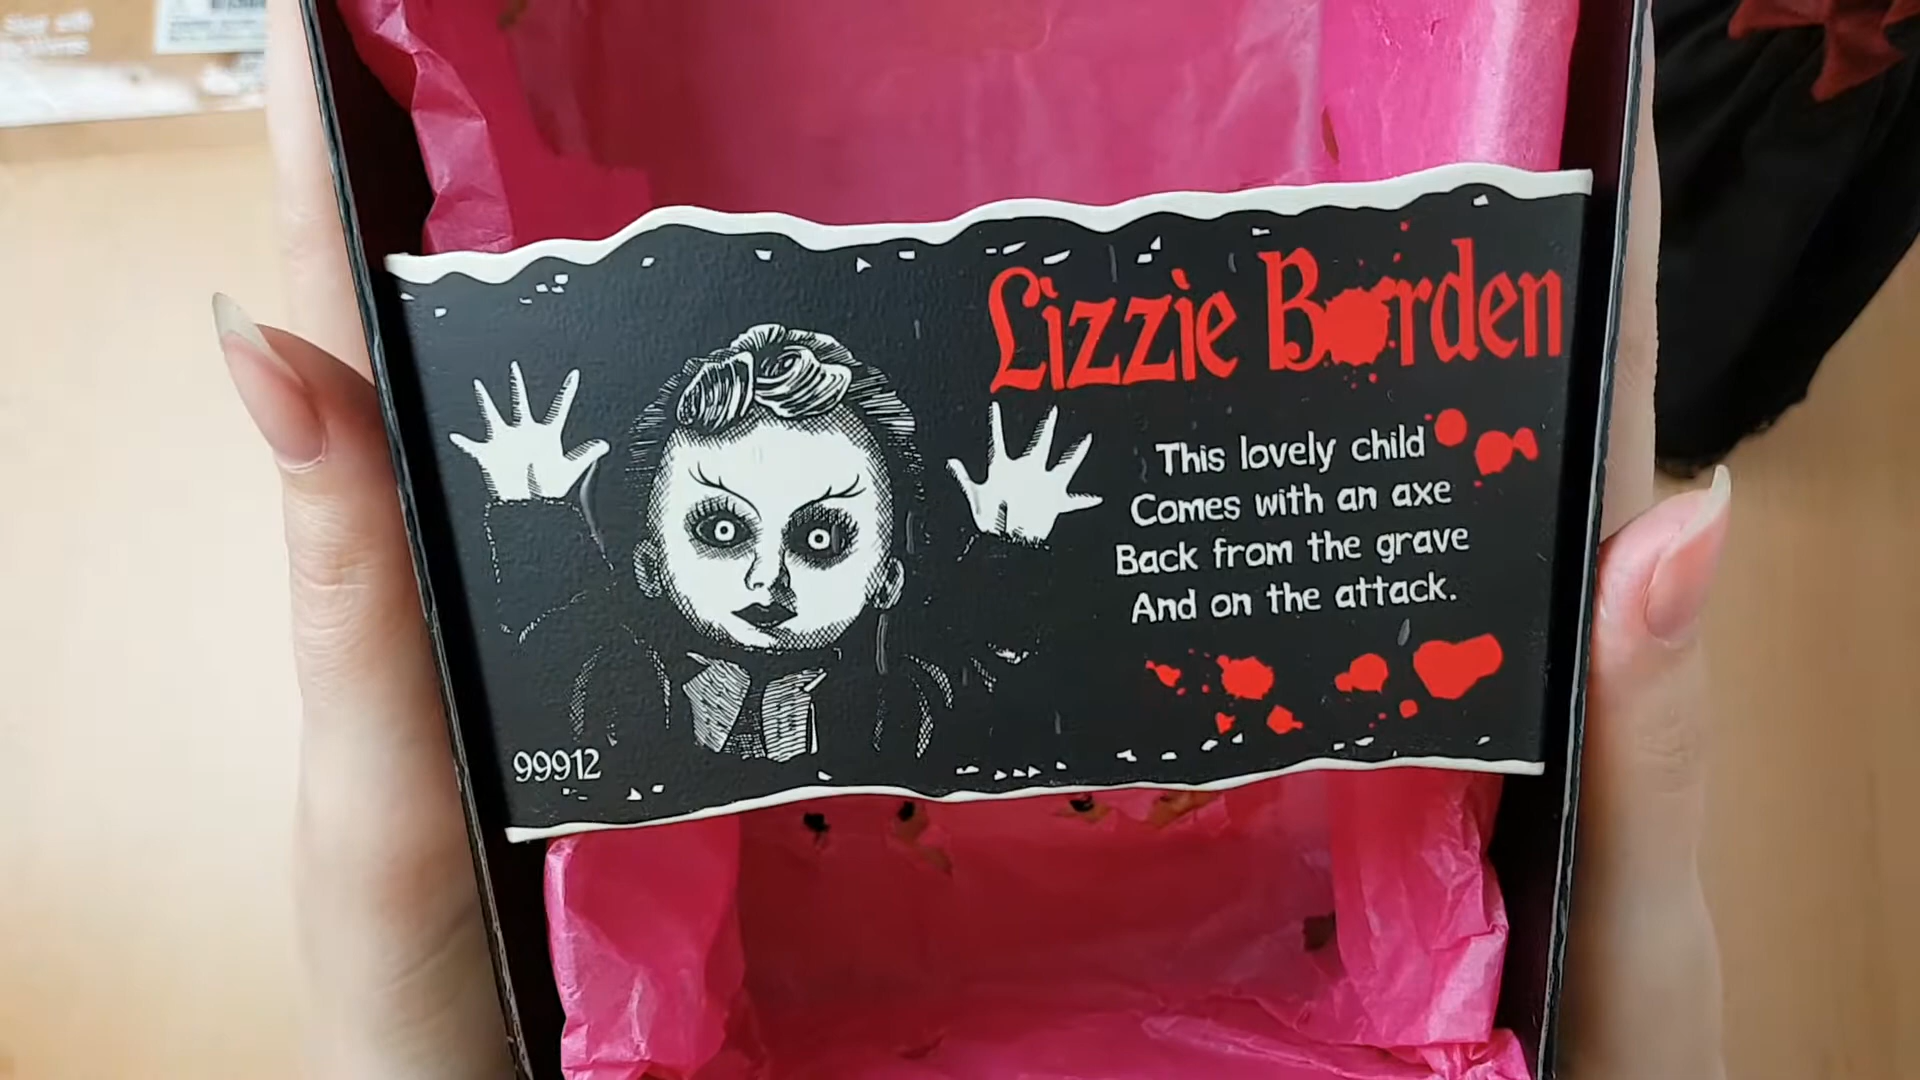 Lizzie Borden
This lovely child
Comes with an axe
Back from the grave
And on the attack.
99912